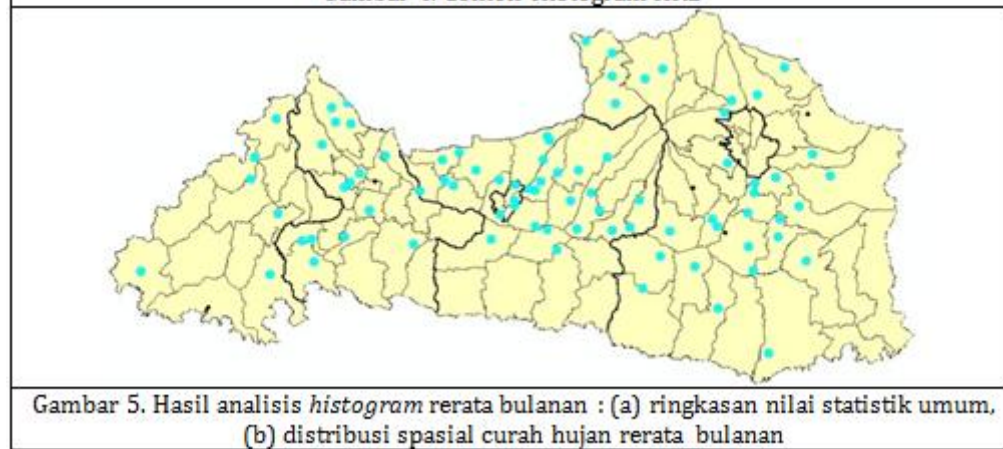 Gambar 5. Hasil analisis histogram rerata bulanan : (a) ringkasan nilai statistik umum,
(b) distribusi spasial curah hujan rerata bulanan